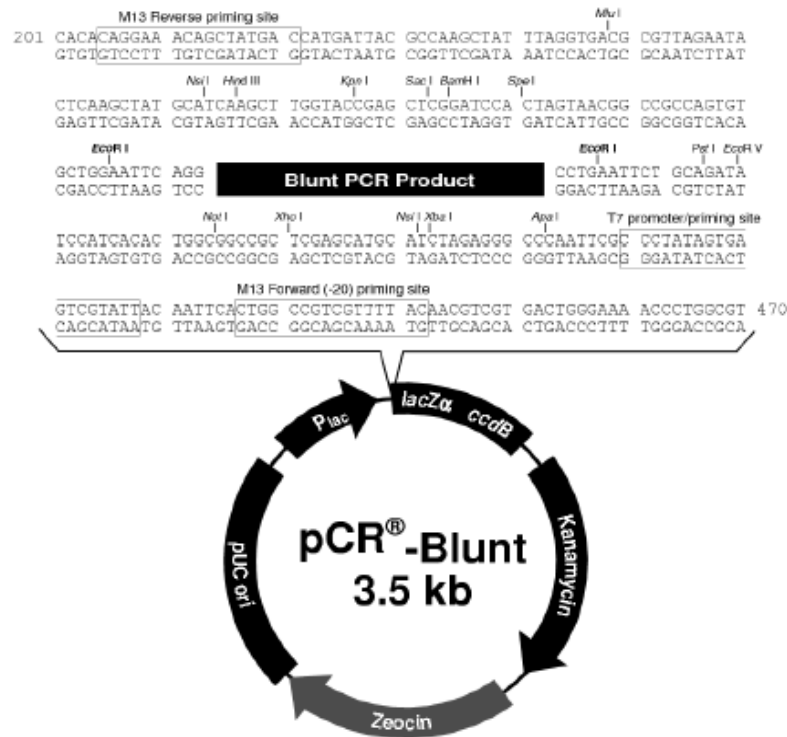 M13 Reverse priming site
Mlu I
201 CACACAGGAA ACAGCTATGA CCATGATTAC GCCAAGCTAT TTAGGTGACG CGTTAGAATA
GTGTGTCCTT TGTCGATACT GGTACTAATG CGGTTCGATA AATCCACTGC GCAATCTTAT
Nsi I Hind III Kpn I Sac I BamH I Spe I
CTCAAGCTAT GCATCAAGCT TGGTACCGAG CTCGGATCCA CTAGTAACGG CCGCCAGTGT
GAGTTCGATA CGTAGTTCGA ACCATGGCTC GAGCCTAGGT GATCATTGCC GGCGGTCACA
EcoR I EcoR I Pst I EcoR V
GCTGGAATTC AGG Blunt PCR Product CCTGAATTCT GCAGATA
CGACCTTAAG TCC GGACTTAAGA CGTCTAT
Not I Xho I Nsi I Xba I Apa I T7 promoter/priming site
TCCATCACAC TGGCGGCCGC TCGAGCATGC ATCTAGAGGG CCCAATTCGC CCTATAGTGA
AGGTAGTGTG ACCGCCGGCG AGCTCGTACG TAGATCTCCC GGGTTAAGCG GGATATCACT
M13 Forward (-20) priming site
GTCGTATTAC AATTCACTGG CCGTCGTTTT ACAACGTCGT GACTGGGAAA ACCCTGGCGT 470
CAGCATAATG TTAAGTGACC GGCAGCAAAA TGTTGCAGCA CTGACCCTTT TGGGACCGCA
Plac
lacZα ccdB
Kanamycin
pUC ori
pCR®-Blunt
3.5 kb
Zeocin